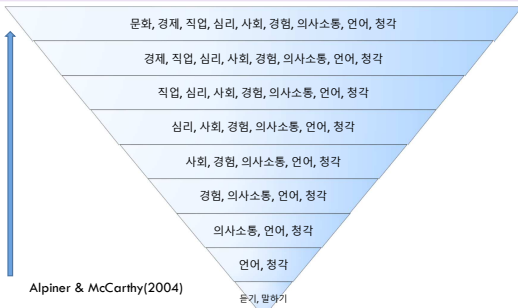 문화, 경제, 직업, 심리, 사회, 경험, 의사소통, 언어, 청각
경제, 직업, 심리, 사회, 경험, 의사소통, 언어, 청각
직업, 심리, 사회, 경험, 의사소통, 언어, 청각
심리, 사회, 경험, 의사소통, 언어, 청각
사회, 경험, 의사소통, 언어, 청각
경험, 의사소통, 언어, 청각
의사소통, 언어, 청각
언어, 청각
듣기, 말하기
Alpiner & McCarthy(2004)